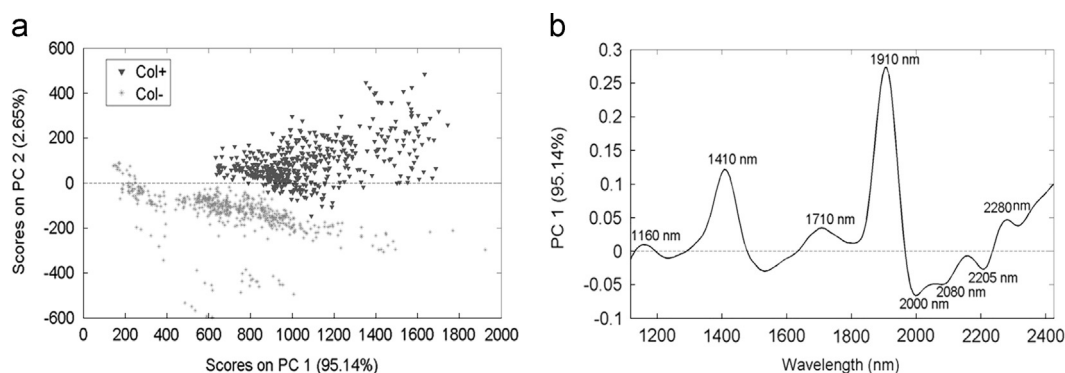 a
Scores on PC 2 (2.65%)
600
400
200
0
-200
-400
-600
Col+
Col-
0 200 400 600 800 1000 1200 1400 1600 1800 2000
Scores on PC 1 (95.14%)
b
PC 1 (95.14%)
0.3
0.25
0.2
0.15
0.1
0.05
0
-0.05
-0.1
1160 nm
1410 nm
1710 nm
1910 nm
2000 nm
2080 nm
2205 nm
2280 nm
1200 1400 1600 1800 2000 2200 2400
Wavelength (nm)